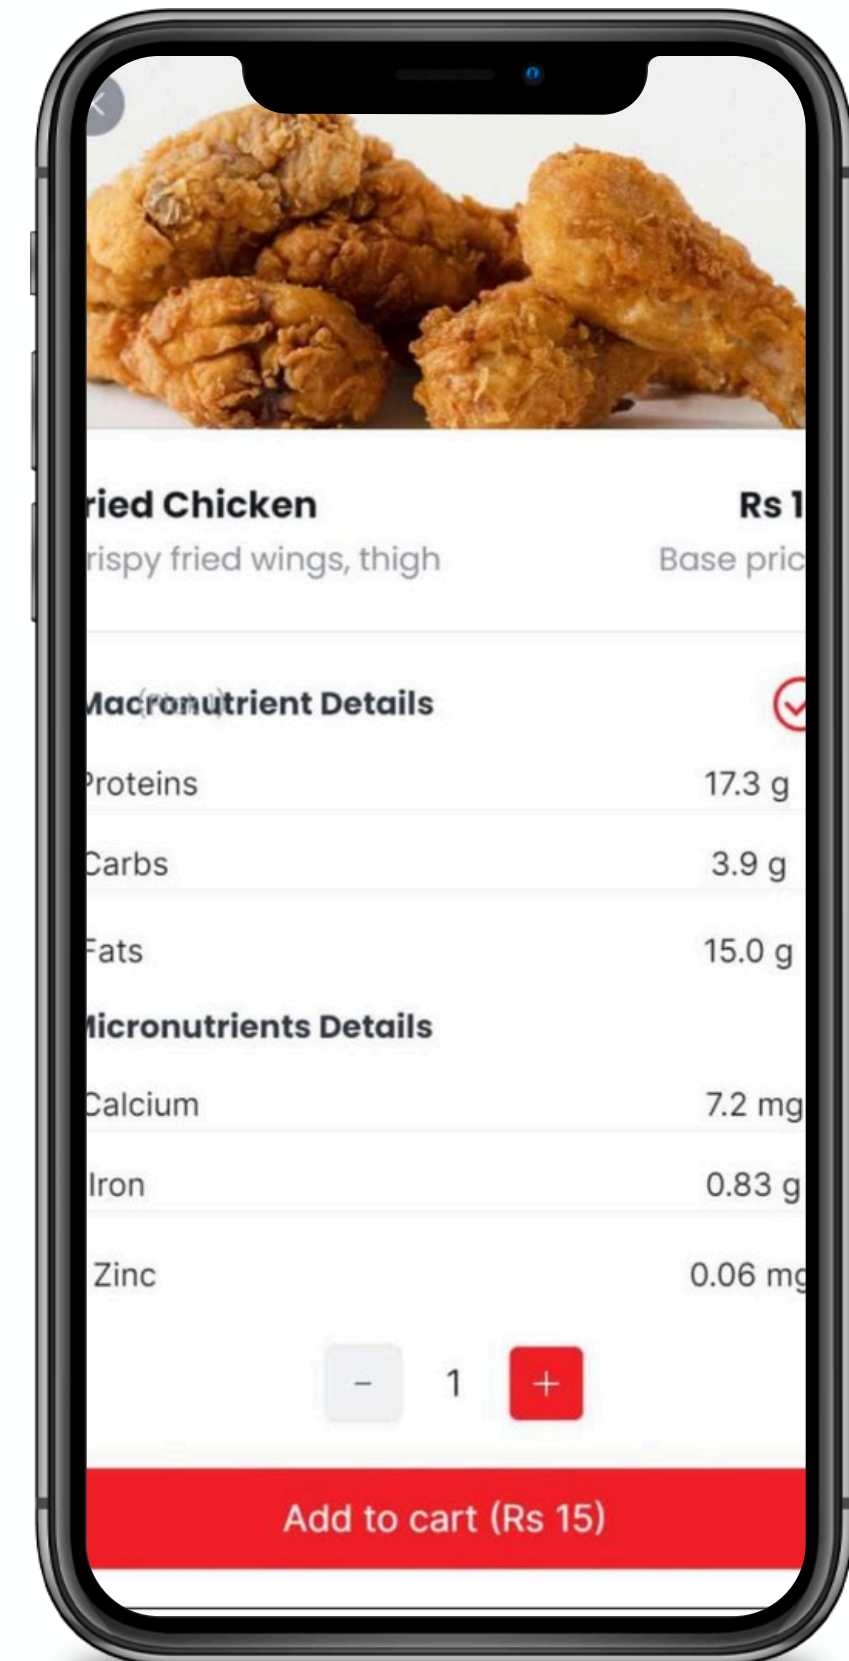 ried Chicken Rs 1
rispy fried wings, thigh Base pric
Macronutrient Details
Proteins 17.3 g
Carbs 3.9 g
Fats 15.0 g
Micronutrients Details
Calcium 7.2 mg
Iron 0.83 g
Zinc 0.06 mg
- 1 +
Add to cart (Rs 15)